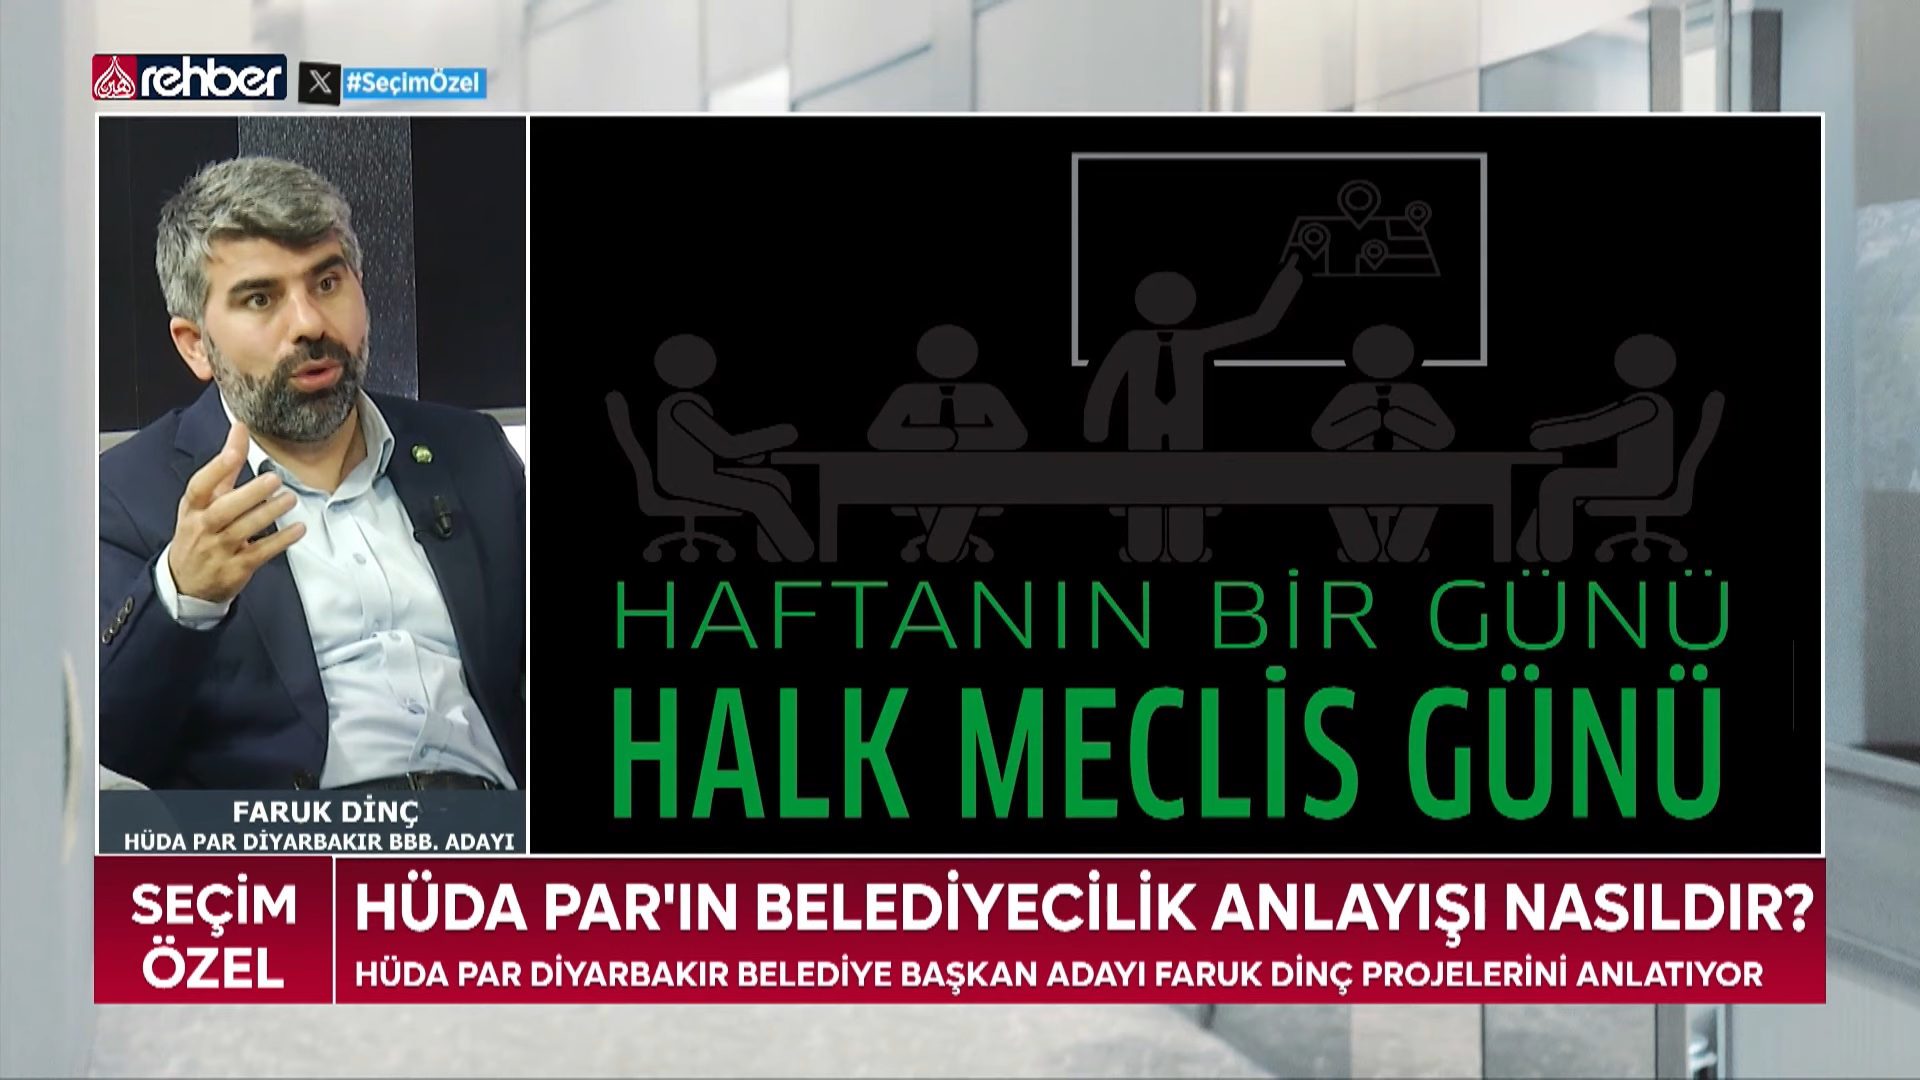 rehber
#SeçimÖzel
HAFTANIN BİR GÜNÜ
HALK MECLİS GÜNÜ
FARUK DİNÇ
HÜDA PAR DİYARBAKIR BBB. ADAYI
SEÇİM
ÖZEL
HÜDA PAR'IN BELEDİYECİLİK ANLAYIŞI NASILDIR?
HÜDA PAR DİYARBAKIR BELEDİYE BAŞKAN ADAYI FARUK DİNÇ PROJELERİNİ ANLATIYOR